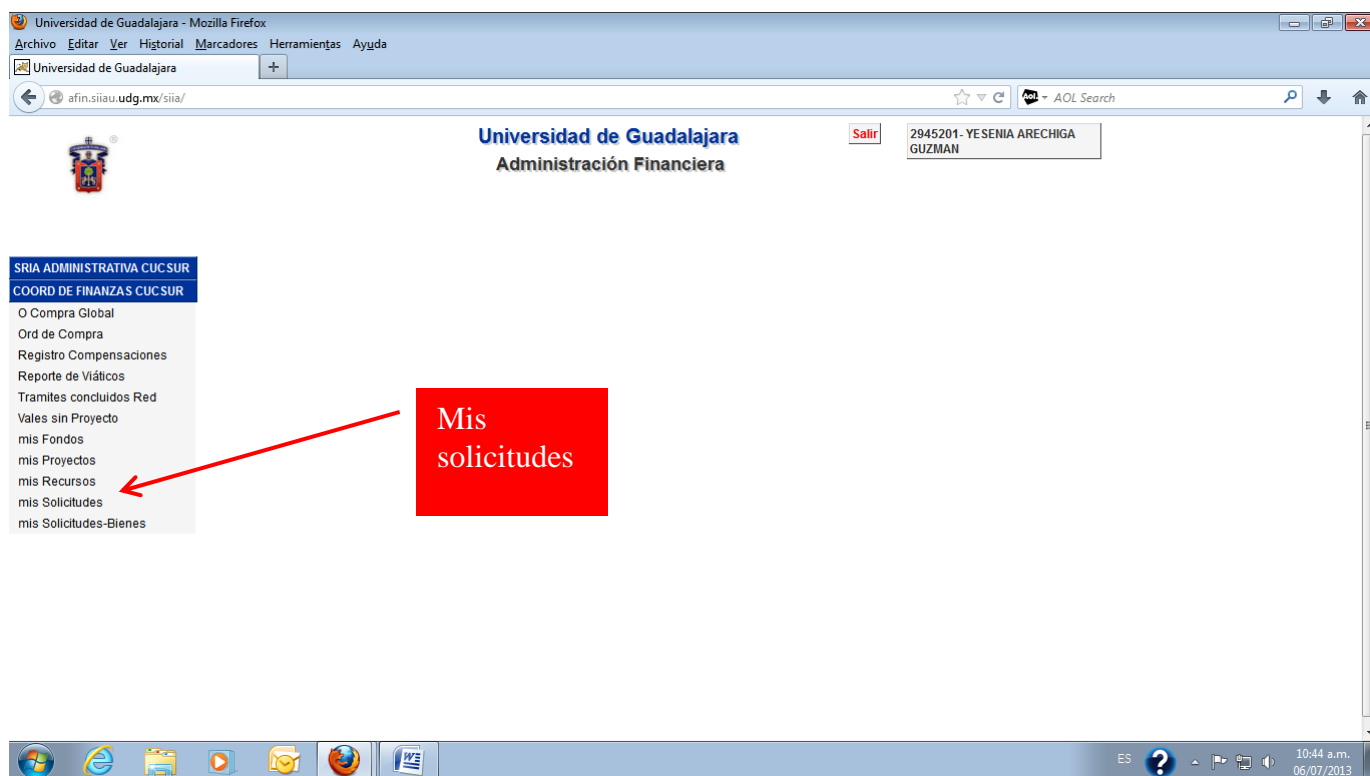 Universidad de Guadalajara - Mozilla Firefox
Archivo Editar Ver Historial Marcadores Herramientas Ayuda
Universidad de Guadalajara +
afin.siiau.udg.mx/siia/ Aol. AOL Search
Universidad de Guadalajara
Administración Financiera
Salir
2945201- YESENIA ARECHIGA
GUZMAN
SRIA ADMINISTRATIVA CUCSUR
COORD DE FINANZAS CUCSUR
O Compra Global
Ord de Compra
Registro Compensaciones
Reporte de Viáticos
Tramites concluidos Red
Vales sin Proyecto
mis Fondos
mis Proyectos
mis Recursos
mis Solicitudes
mis Solicitudes-Bienes
Mis
solicitudes
ES
10:44 a.m.
06/07/2013